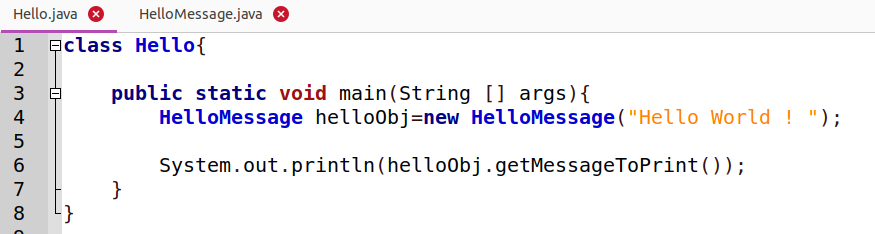 Hello.java HelloMessage.java
1 class Hello{
2
3 public static void main(String [] args){
4 HelloMessage helloObj=new HelloMessage("Hello World ! ");
5
6 System.out.println(helloObj.getMessageToPrint());
7 }
8 }